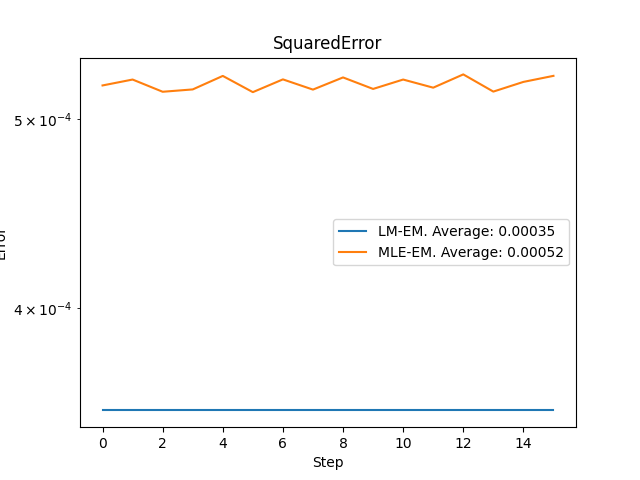 SquaredError
5 × 10⁻⁴
4 × 10⁻⁴
Error
LM-EM. Average: 0.00035
MLE-EM. Average: 0.00052
0 2 4 6 8 10 12 14
Step